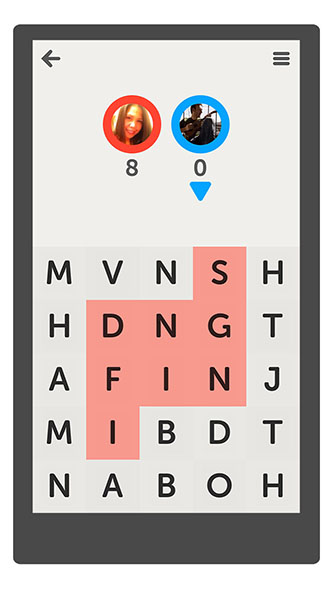 8 0
M V N S H
H D N G T
A F I N J
M I B D T
N A B O H